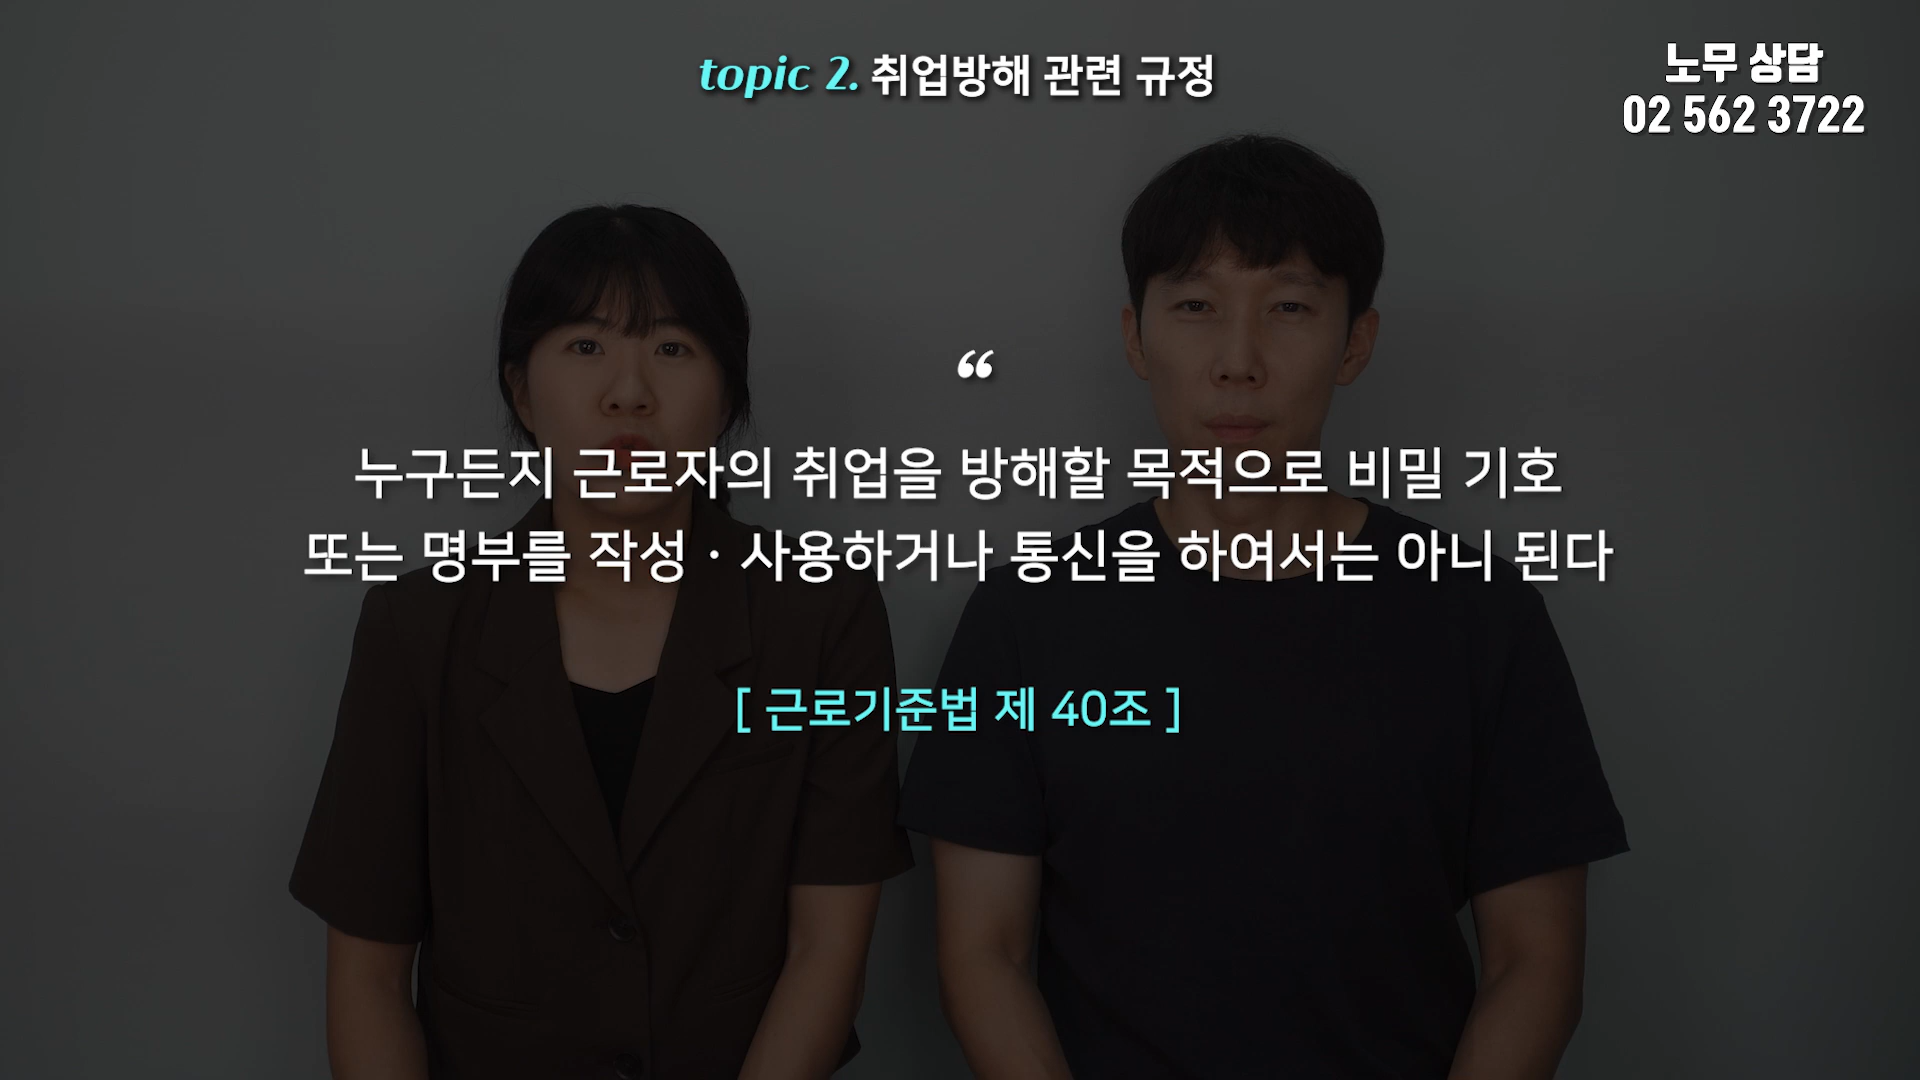 topic 2. 취업방해 관련 규정
노무 상담
02 562 3722
“
누구든지 근로자의 취업을 방해할 목적으로 비밀 기호
또는 명부를 작성 · 사용하거나 통신을 하여서는 아니 된다
[ 근로기준법 제 40조 ]